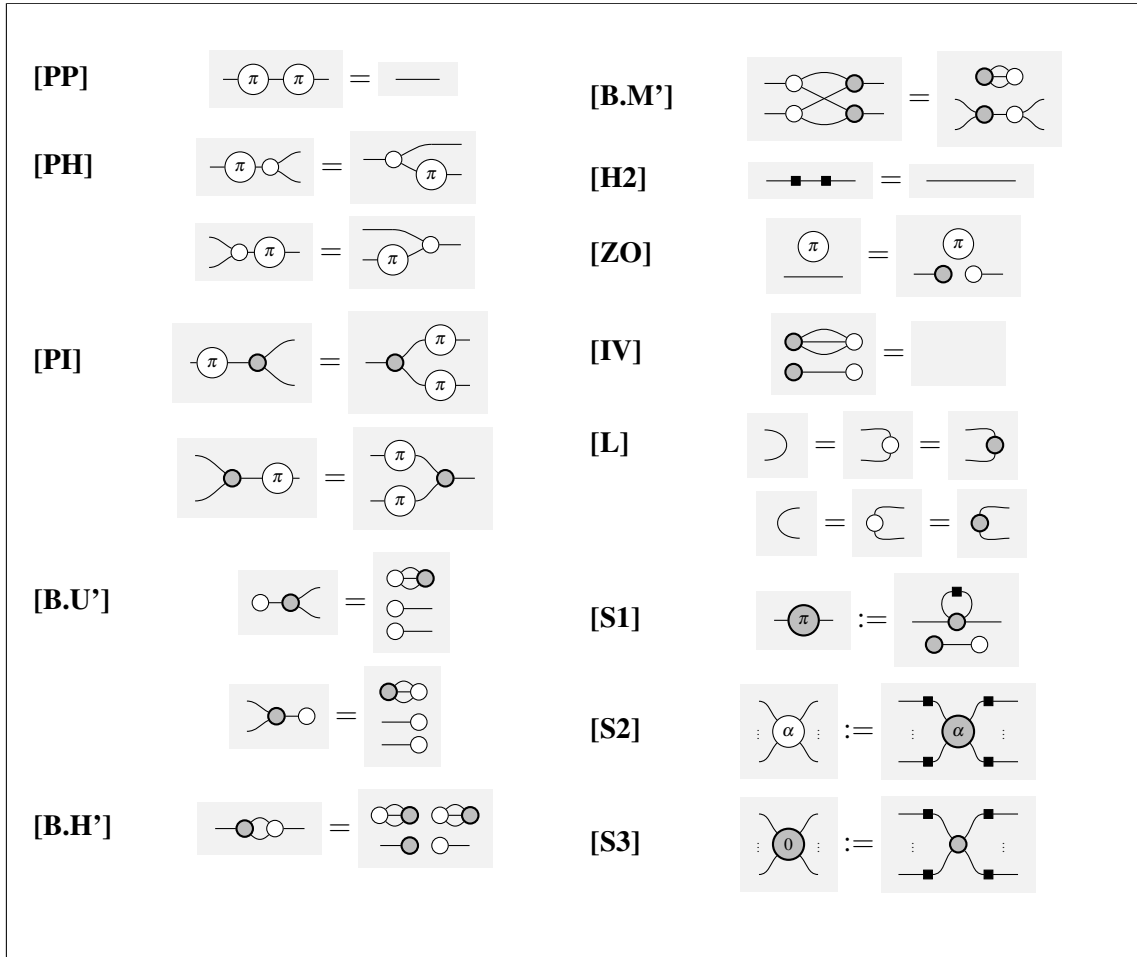 [PP] π π =
[PH] π = π
π = π
[PI] π = π π
π = π π
[B.U'] =
=
[B.H'] =
[B.M'] =
[H2] =
[ZO] π = π
[IV] =
[L] = =
= =
[S1] π :=
[S2] α := α
[S3] 0 :=